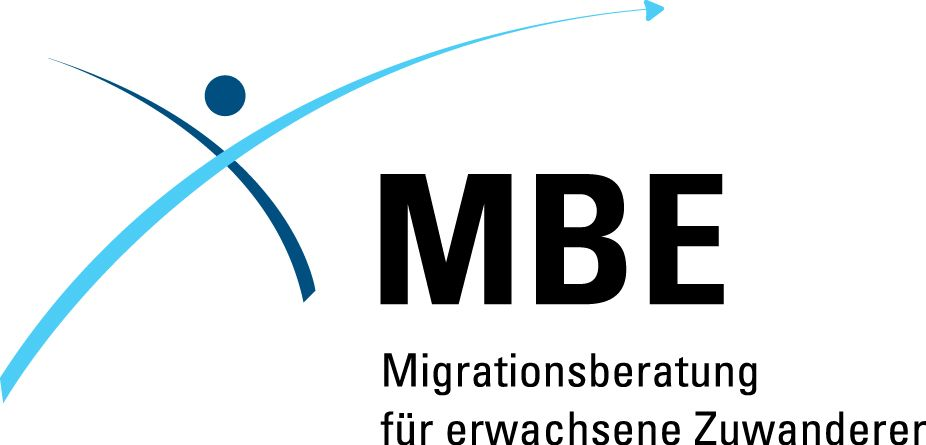 MBE
Migrationsberatung
für erwachsene Zuwanderer